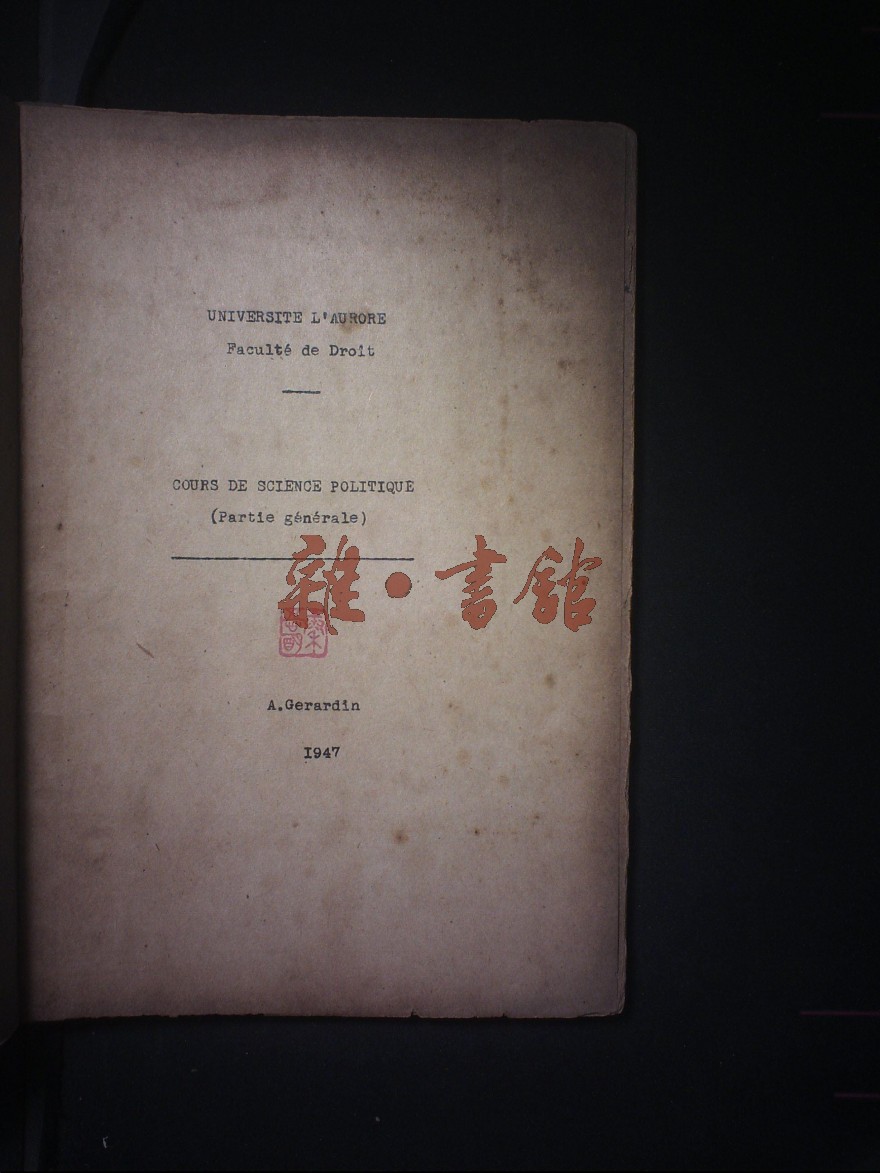 UNIVERSITE L'AURORE
Faculté de Droit
COURS DE SCIENCE POLITIQUE
(Partie générale)
雜·書館
A.Gerardin
I947